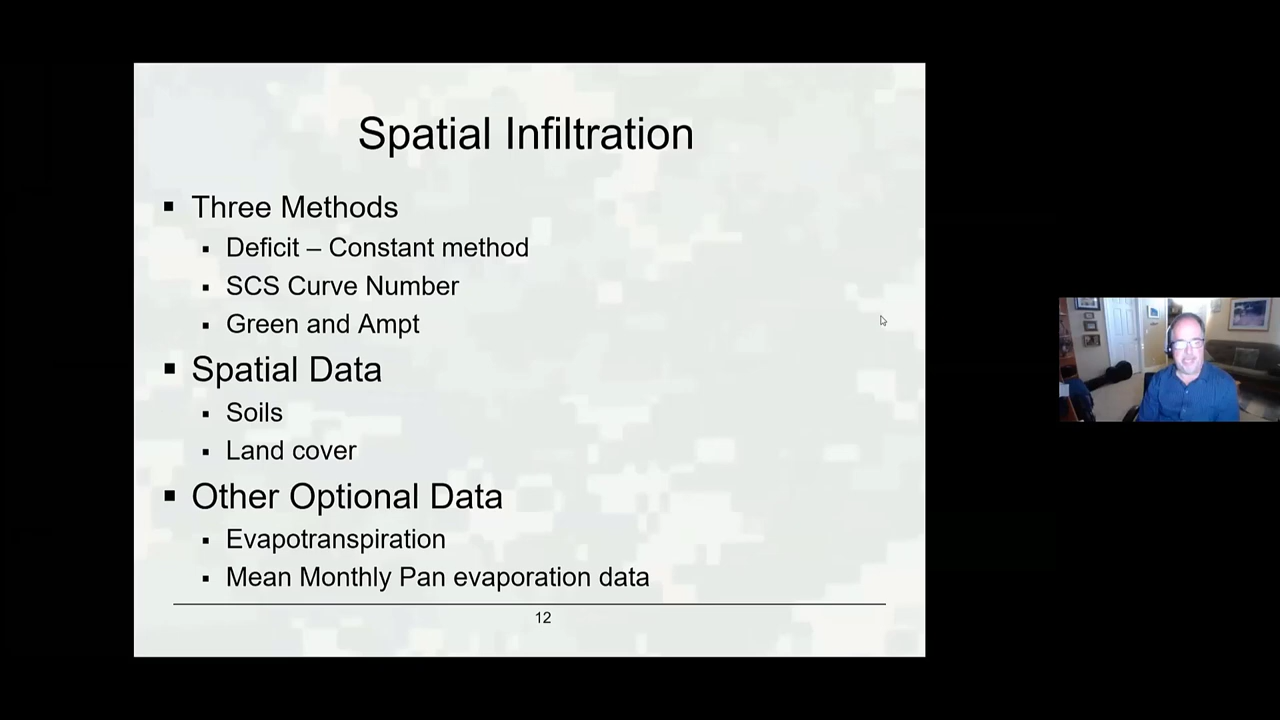 Spatial Infiltration
▪ Three Methods
▪ Deficit – Constant method
▪ SCS Curve Number
▪ Green and Ampt
▪ Spatial Data
▪ Soils
▪ Land cover
▪ Other Optional Data
▪ Evapotranspiration
▪ Mean Monthly Pan evaporation data
12